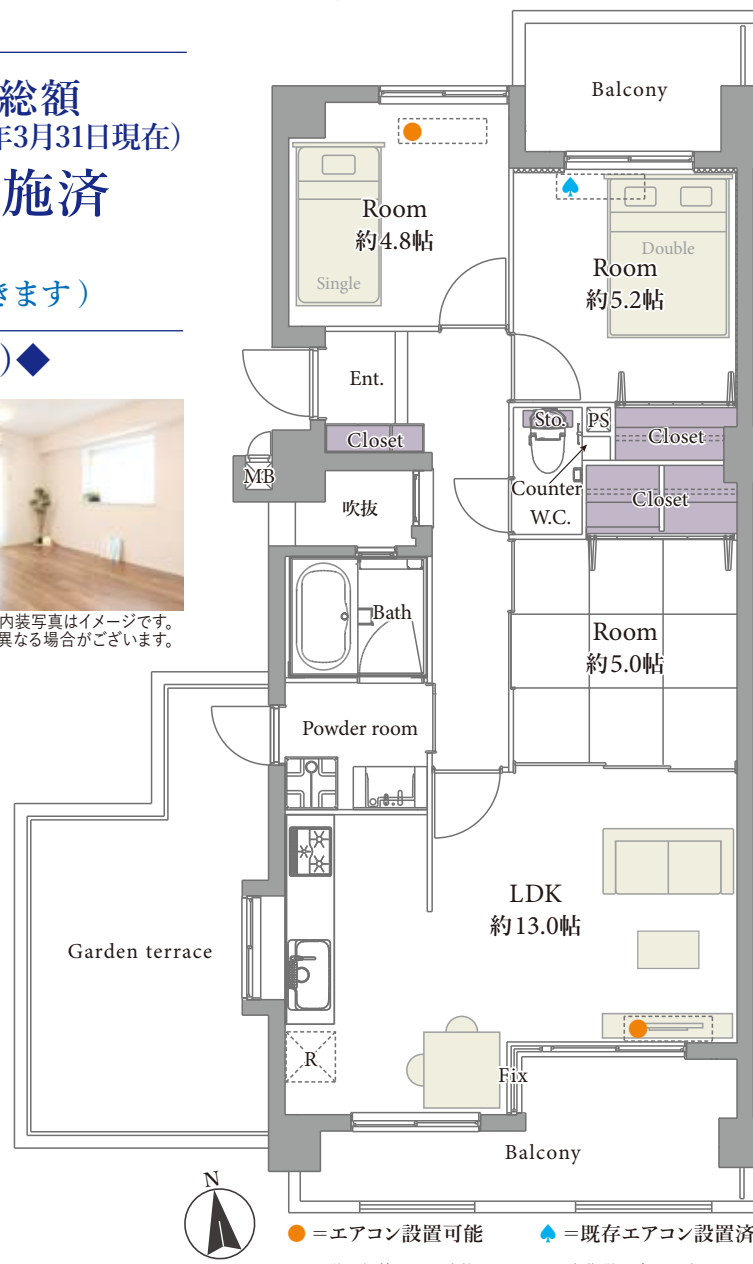 総額
年3月31日現在）
施済
きます）
）◆
内装写真はイメージです。
異なる場合がございます。
Balcony
Room
約4.8帖
Single
Double
Room
約5.2帖
Ent.
Closet
MB
吹抜
Sto.
PS
Closet
Counter
W.C.
Closet
Bath
Room
約5.0帖
Powder room
LDK
約13.0帖
Garden terrace
R
Fix
Balcony
N
●＝エアコン設置可能
♠＝既存エアコン設置済